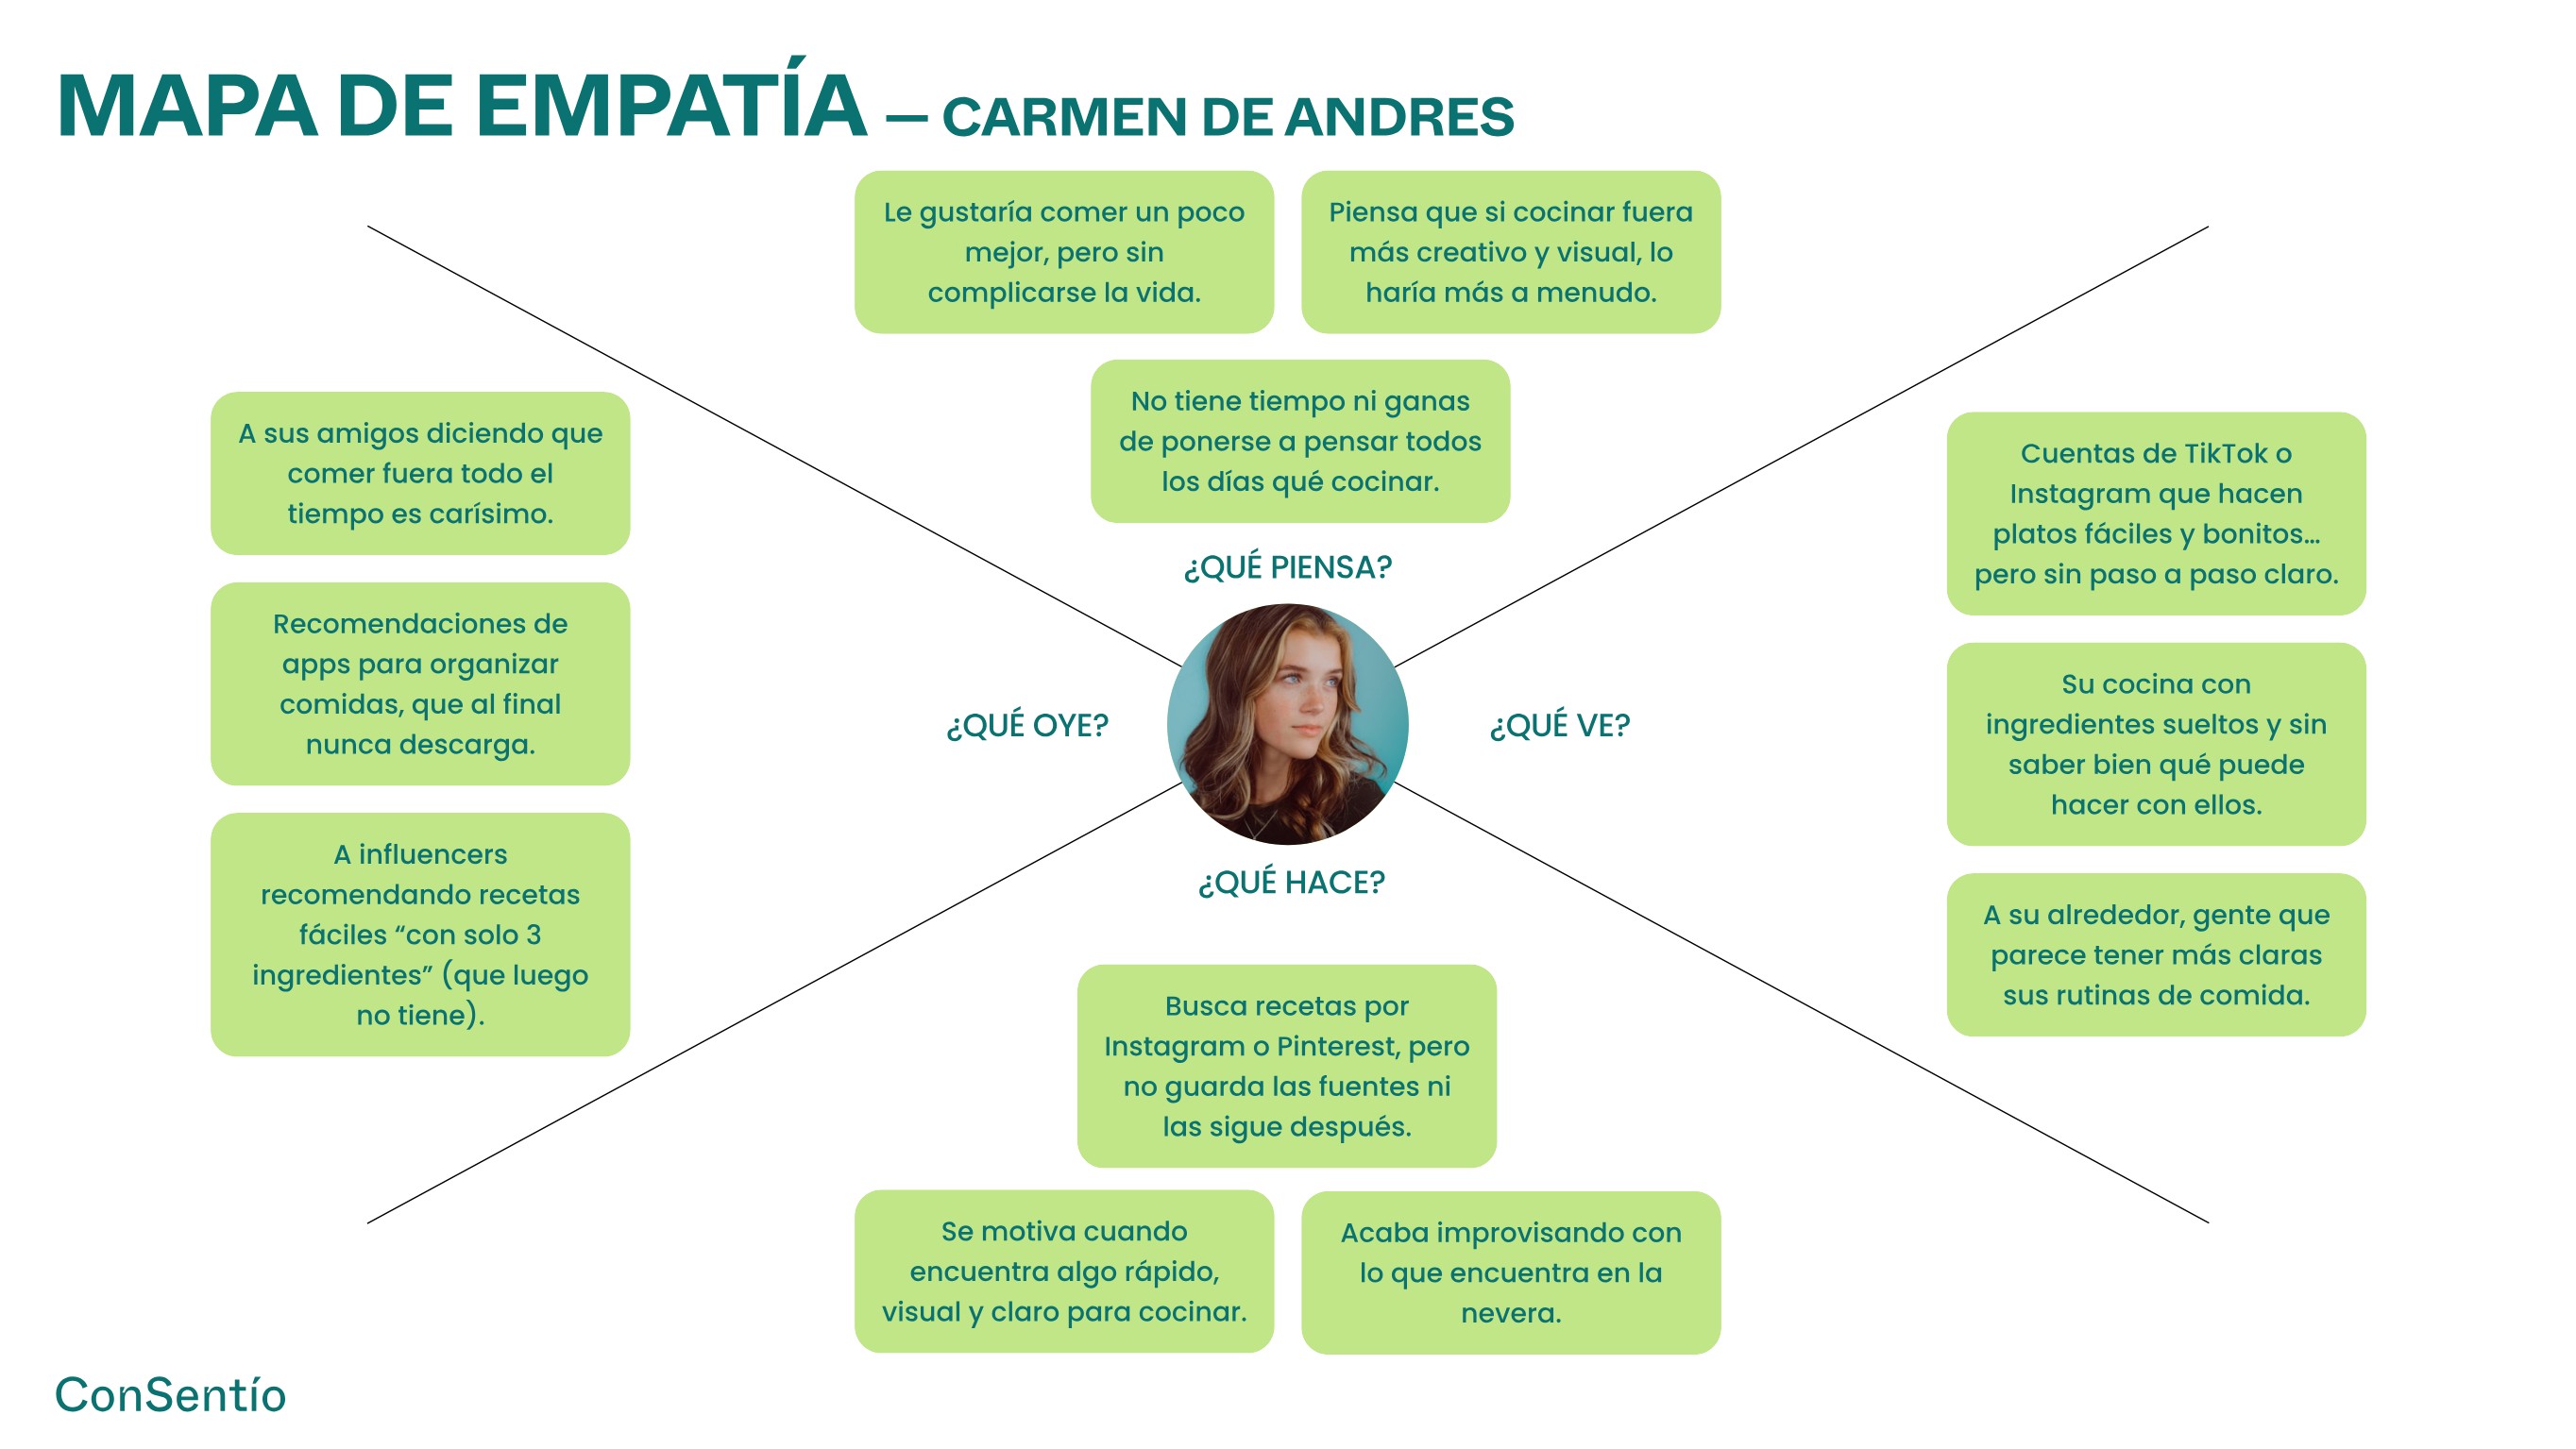 MAPA DE EMPATÍA – CARMEN DE ANDRES
Le gustaría comer un poco
mejor, pero sin
complicarse la vida.
Piensa que si cocinar fuera
más creativo y visual, lo
haría más a menudo.
No tiene tiempo ni ganas
de ponerse a pensar todos
los días qué cocinar.
¿QUÉ PIENSA?
A sus amigos diciendo que
comer fuera todo el
tiempo es carísimo.
Recomendaciones de
apps para organizar
comidas, que al final
nunca descarga.
A influencers
recomendando recetas
fáciles “con solo 3
ingredientes” (que luego
no tiene).
¿QUÉ OYE?
¿QUÉ VE?
Cuentas de TikTok o
Instagram que hacen
platos fáciles y bonitos...
pero sin paso a paso claro.
Su cocina con
ingredientes sueltos y sin
saber bien qué puede
hacer con ellos.
A su alrededor, gente que
parece tener más claras
sus rutinas de comida.
¿QUÉ HACE?
Busca recetas por
Instagram o Pinterest, pero
no guarda las fuentes ni
las sigue después.
Se motiva cuando
encuentra algo rápido,
visual y claro para cocinar.
Acaba improvisando con
lo que encuentra en la
nevera.
ConSentío